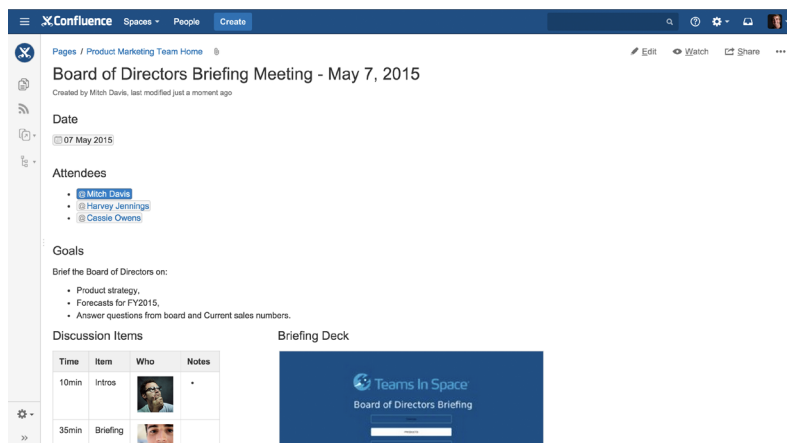 Confluence Spaces People Create
Pages / Product Marketing Team Home
Edit Watch Share
Board of Directors Briefing Meeting - May 7, 2015
Created by Mitch Davis, last modified just a moment ago
Date
07 May 2015
Attendees
• @ Mitch Davis
• @ Harvey Jennings
• @ Cassie Owens
Goals
Brief the Board of Directors on:
• Product strategy,
• Forecasts for FY2015,
• Answer questions from board and Current sales numbers.
Discussion Items
Time Item Who Notes
10min Intros
35min Briefing
Briefing Deck
Teams In Space
Board of Directors Briefing